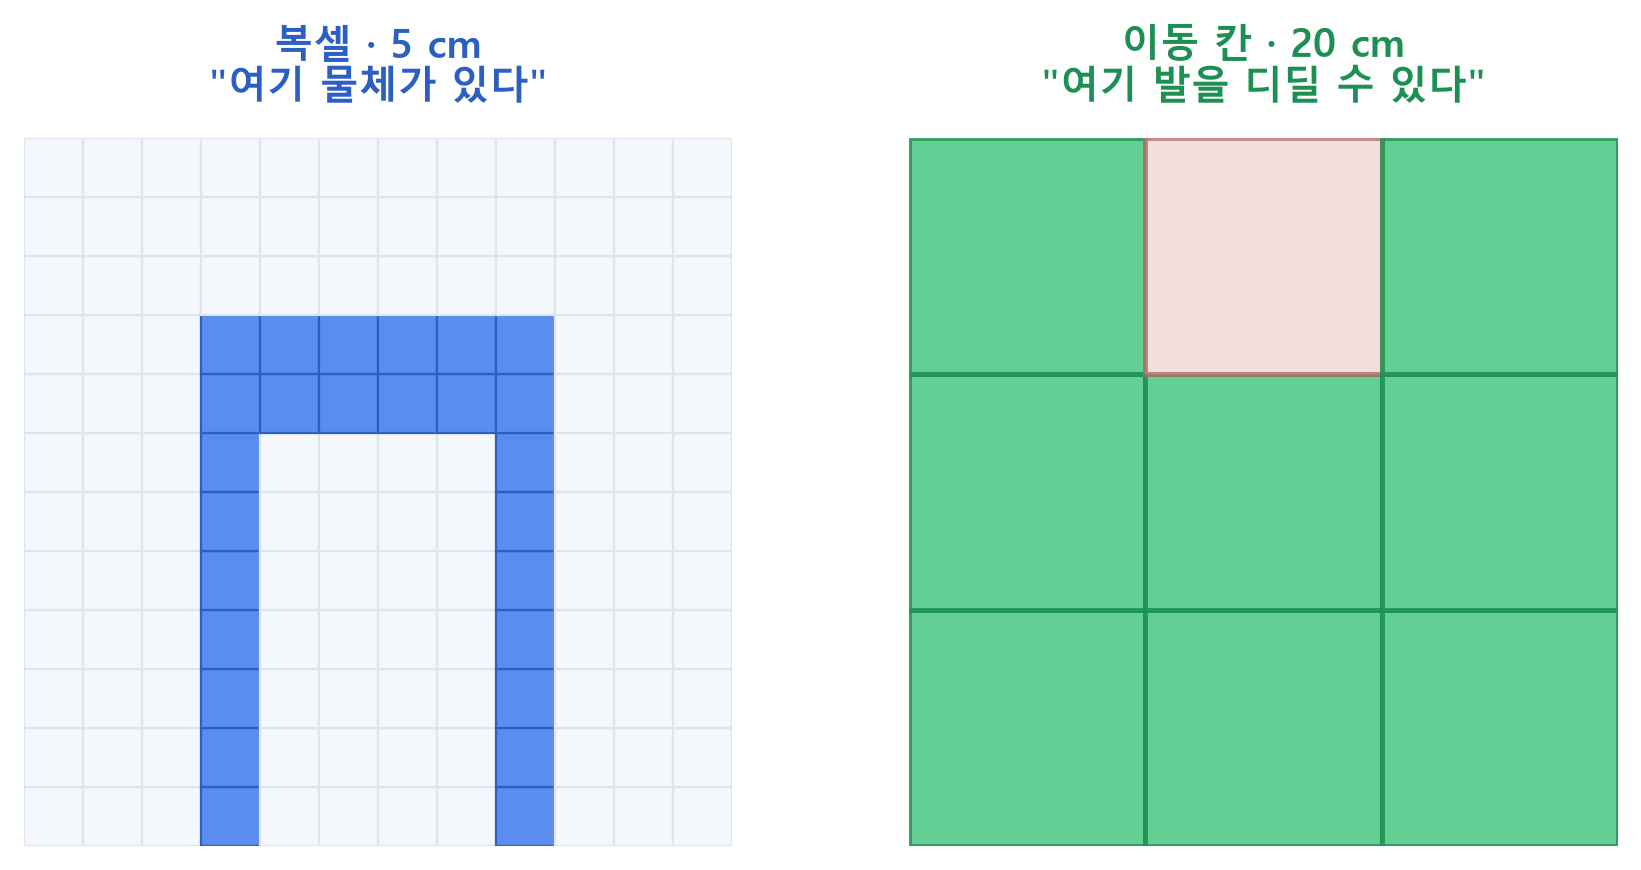 복셀 · 5 cm
"여기 물체가 있다"
이동 칸 · 20 cm
"여기 발을 디딜 수 있다"